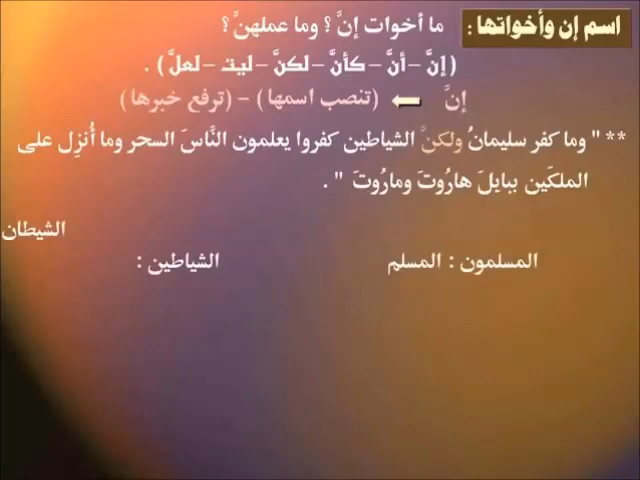 اسم إن وأخواتها : ما أخوات إنَّ ؟ وما عملهنَّ ؟
(إنَّ – أنَّ – كأنَّ – لكنَّ – ليت – لعلَّ) .
إنَّ (تنصب اسمها) - (ترفع خبرها)
** " وما كفر سليمانُ ولكنَّ الشياطين كفروا يعلمون النَّاسَ السحر وما أُنزِل على
الملكَين ببابِلَ هارُوتَ ومارُوتَ " .
الشيطان
المسلمون : المسلم الشياطين :